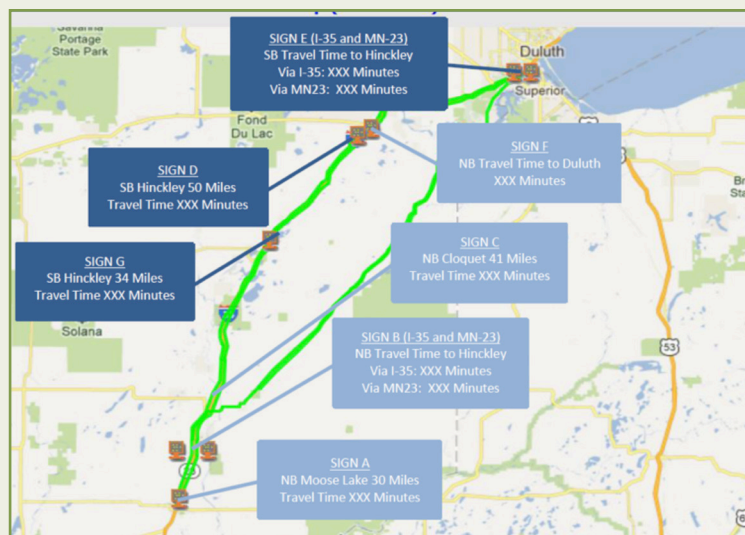 Savanna
Portage
State Park
SIGN E (I-35 and MN-23)
SB Travel Time to Hinckley
Via I-35: XXX Minutes
Via MN23: XXX Minutes
Duluth
Superior
Fond
Du Lac
SIGN F
NB Travel Time to Duluth
XXX Minutes
SIGN D
SB Hinckley 50 Miles
Travel Time XXX Minutes
SIGN C
NB Cloquet 41 Miles
Travel Time XXX Minutes
SIGN G
SB Hinckley 34 Miles
Travel Time XXX Minutes
Solana
SIGN B (I-35 and MN-23)
NB Travel Time to Hinckley
Via I-35: XXX Minutes
Via MN23: XXX Minutes
53
SIGN A
NB Moose Lake 30 Miles
Travel Time XXX Minutes